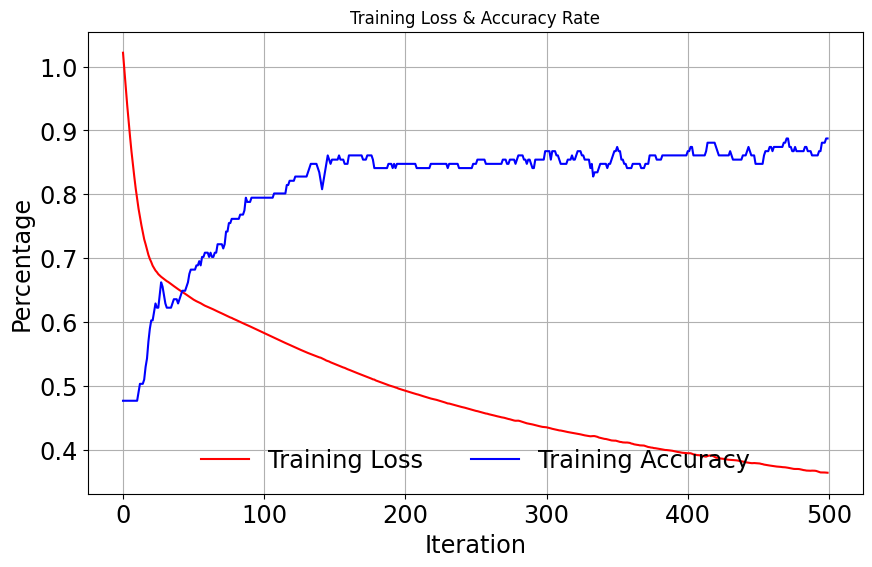 Training Loss & Accuracy Rate
1.0
0.9
0.8
0.7
0.6
0.5
0.4
Percentage
Training Loss
Training Accuracy
0 100 200 300 400 500
Iteration